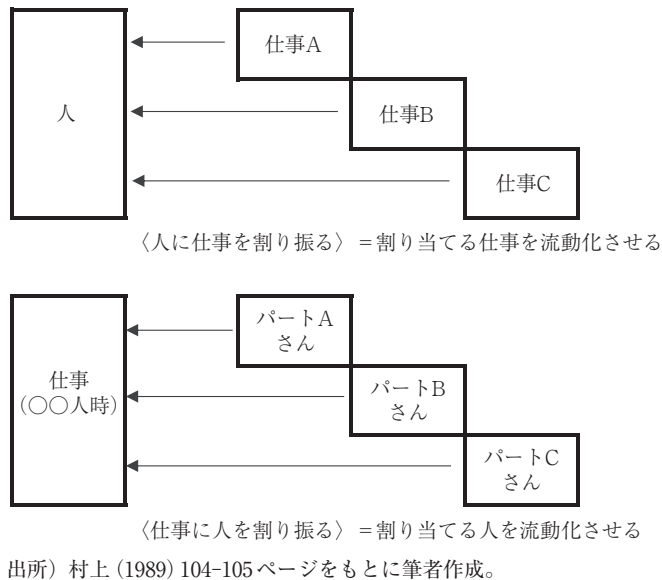 仕事A
人
仕事B
仕事C
〈人に仕事を割り振る〉=割り当てる仕事を流動化させる
パートA
さん
仕事
(○○人時)
パートB
さん
パートC
さん
〈仕事に人を割り振る〉=割り当てる人を流動化させる
出所）村上(1989)104-105ページをもとに筆者作成。